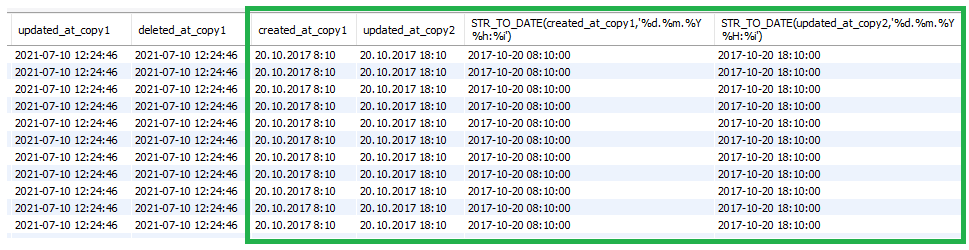 updated_at_copy1 deleted_at_copy1 created_at_copy1 updated_at_copy2 STR_TO_DATE(created_at_copy1,'%d.%m.%Y %h:%i') STR_TO_DATE(updated_at_copy2,'%d.%m.%Y %H:%i')
2021-07-10 12:24:46 2021-07-10 12:24:46 20.10.2017 8:10 20.10.2017 18:10 2017-10-20 08:10:00 2017-10-20 18:10:00
2021-07-10 12:24:46 2021-07-10 12:24:46 20.10.2017 8:10 20.10.2017 18:10 2017-10-20 08:10:00 2017-10-20 18:10:00
2021-07-10 12:24:46 2021-07-10 12:24:46 20.10.2017 8:10 20.10.2017 18:10 2017-10-20 08:10:00 2017-10-20 18:10:00
2021-07-10 12:24:46 2021-07-10 12:24:46 20.10.2017 8:10 20.10.2017 18:10 2017-10-20 08:10:00 2017-10-20 18:10:00
2021-07-10 12:24:46 2021-07-10 12:24:46 20.10.2017 8:10 20.10.2017 18:10 2017-10-20 08:10:00 2017-10-20 18:10:00
2021-07-10 12:24:46 2021-07-10 12:24:46 20.10.2017 8:10 20.10.2017 18:10 2017-10-20 08:10:00 2017-10-20 18:10:00
2021-07-10 12:24:46 2021-07-10 12:24:46 20.10.2017 8:10 20.10.2017 18:10 2017-10-20 08:10:00 2017-10-20 18:10:00
2021-07-10 12:24:46 2021-07-10 12:24:46 20.10.2017 8:10 20.10.2017 18:10 2017-10-20 08:10:00 2017-10-20 18:10:00
2021-07-10 12:24:46 2021-07-10 12:24:46 20.10.2017 8:10 20.10.2017 18:10 2017-10-20 08:10:00 2017-10-20 18:10:00
2021-07-10 12:24:46 2021-07-10 12:24:46 20.10.2017 8:10 20.10.2017 18:10 2017-10-20 08:10:00 2017-10-20 18:10:00
2021-07-10 12:24:46 2021-07-10 12:24:46 20.10.2017 8:10 20.10.2017 18:10 2017-10-20 08:10:00 2017-10-20 18:10:00